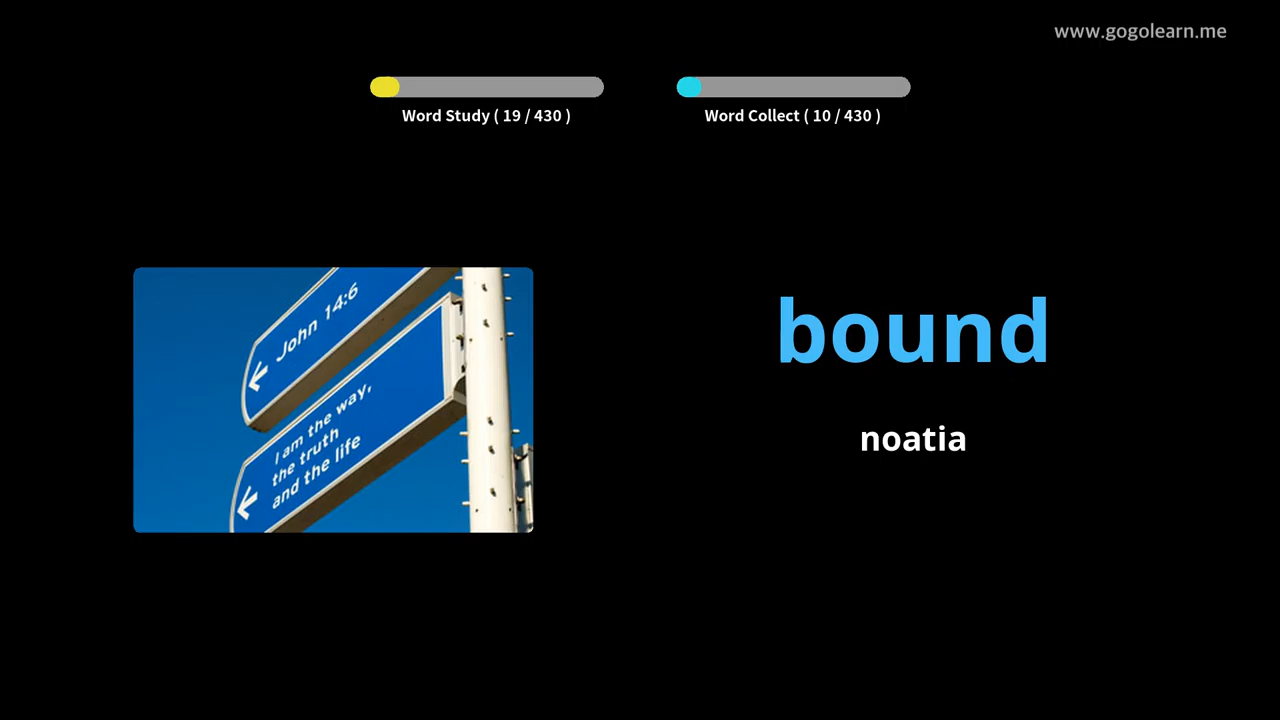 www.gogolearn.me
Word Study ( 19 / 430 )
Word Collect ( 10 / 430 )
John 14:6
I am the way,
the truth
and the life
bound
noatia